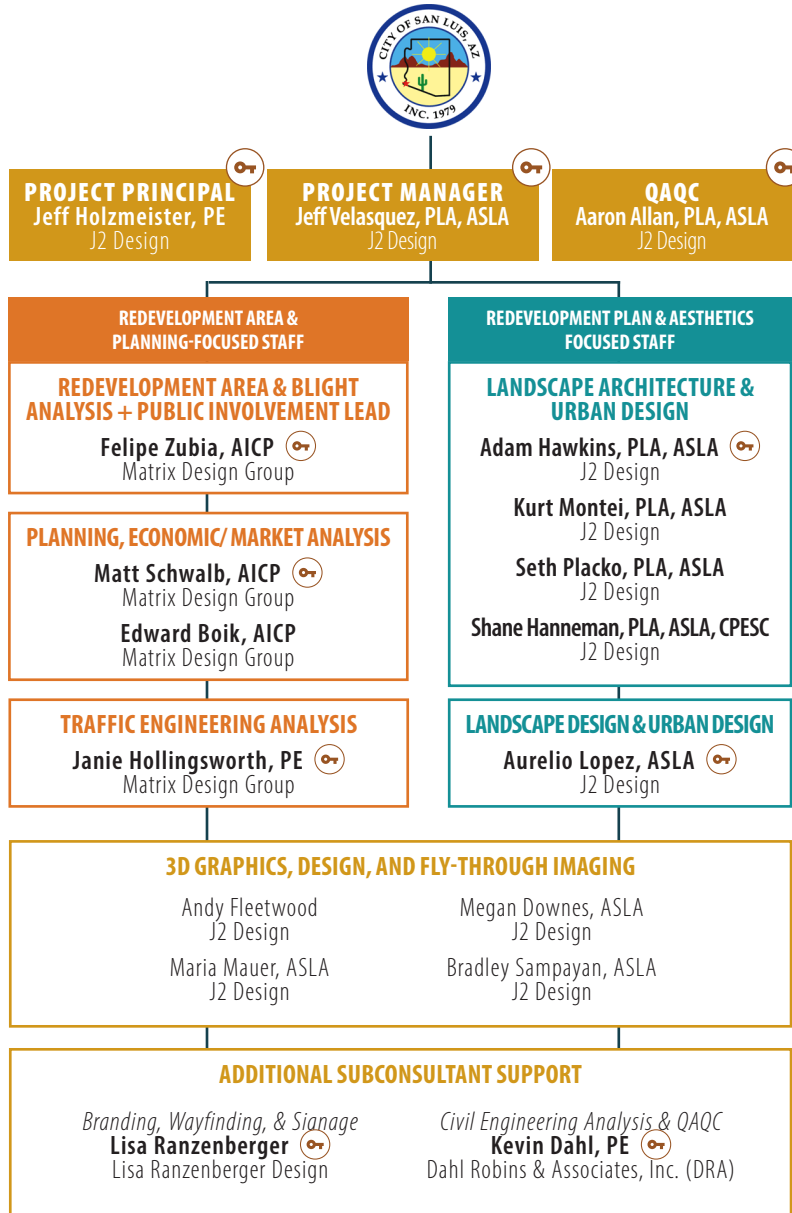 CITY OF SAN LUIS, AZ
INC. 1979
PROJECT PRINCIPAL
Jeff Holzmeister, PE
J2 Design
PROJECT MANAGER
Jeff Velasquez, PLA, ASLA
J2 Design
QAQC
Aaron Allan, PLA, ASLA
J2 Design
REDEVELOPMENT AREA &
PLANNING-FOCUSED STAFF
REDEVELOPMENT AREA & BLIGHT
ANALYSIS + PUBLIC INVOLVEMENT LEAD
Felipe Zubia, AICP
Matrix Design Group
PLANNING, ECONOMIC/ MARKET ANALYSIS
Matt Schwalb, AICP
Matrix Design Group
Edward Boik, AICP
Matrix Design Group
TRAFFIC ENGINEERING ANALYSIS
Janie Hollingsworth, PE
Matrix Design Group
REDEVELOPMENT PLAN & AESTHETICS
FOCUSED STAFF
LANDSCAPE ARCHITECTURE &
URBAN DESIGN
Adam Hawkins, PLA, ASLA
J2 Design
Kurt Montei, PLA, ASLA
J2 Design
Seth Placko, PLA, ASLA
J2 Design
Shane Hanneman, PLA, ASLA, CPESC
J2 Design
LANDSCAPE DESIGN & URBAN DESIGN
Aurelio Lopez, ASLA
J2 Design
3D GRAPHICS, DESIGN, AND FLY-THROUGH IMAGING
Andy Fleetwood
J2 Design
Megan Downes, ASLA
J2 Design
Maria Mauer, ASLA
J2 Design
Bradley Sampayan, ASLA
J2 Design
ADDITIONAL SUBCONSULTANT SUPPORT
Branding, Wayfinding, & Signage
Lisa Ranzenberger
Lisa Ranzenberger Design
Civil Engineering Analysis & QAQC
Kevin Dahl, PE
Dahl Robins & Associates, Inc. (DRA)